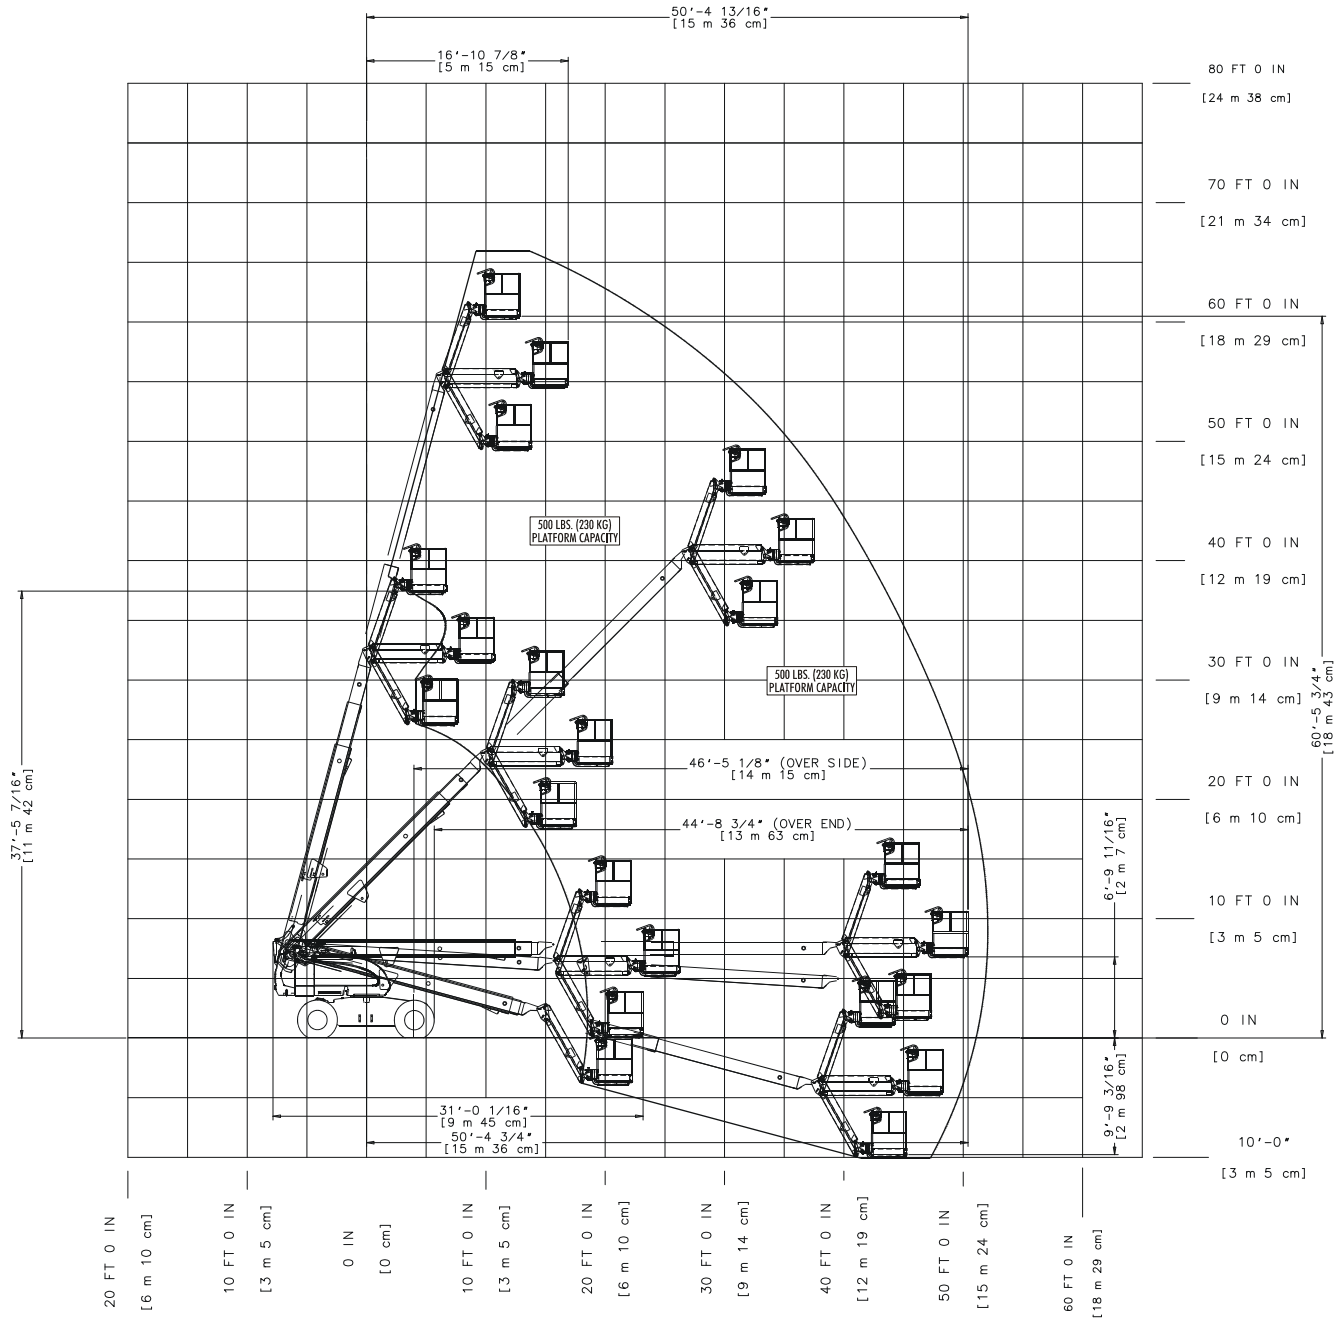 50'-4 13/16"
[15 m 36 cm]
16'-10 7/8"
[5 m 15 cm]
80 FT 0 IN
[24 m 38 cm]
70 FT 0 IN
[21 m 34 cm]
60 FT 0 IN
[18 m 29 cm]
50 FT 0 IN
[15 m 24 cm]
500 LBS. (230 KG)
PLATFORM CAPACITY
40 FT 0 IN
[12 m 19 cm]
30 FT 0 IN
[9 m 14 cm]
500 LBS. (230 KG)
PLATFORM CAPACITY
60'-5 3/4"
[18 m 43 cm]
46'-5 1/8" (OVER SIDE)
[14 m 15 cm]
20 FT 0 IN
[6 m 10 cm]
37'-5 7/16"
[11 m 42 cm]
44'-8 3/4" (OVER END)
[13 m 63 cm]
6'-9 11/16"
[2 m 7 cm]
10 FT 0 IN
[3 m 5 cm]
0 IN
[0 cm]
9'-9 3/16"
[2 m 98 cm]
31'-0 1/16"
[9 m 45 cm]
50'-4 3/4"
[15 m 36 cm]
10'-0"
[3 m 5 cm]
20 FT 0 IN
[6 m 10 cm]
10 FT 0 IN
[3 m 5 cm]
0 IN
[0 cm]
10 FT 0 IN
[3 m 5 cm]
20 FT 0 IN
[6 m 10 cm]
30 FT 0 IN
[9 m 14 cm]
40 FT 0 IN
[12 m 19 cm]
50 FT 0 IN
[15 m 24 cm]
60 FT 0 IN
[18 m 29 cm]